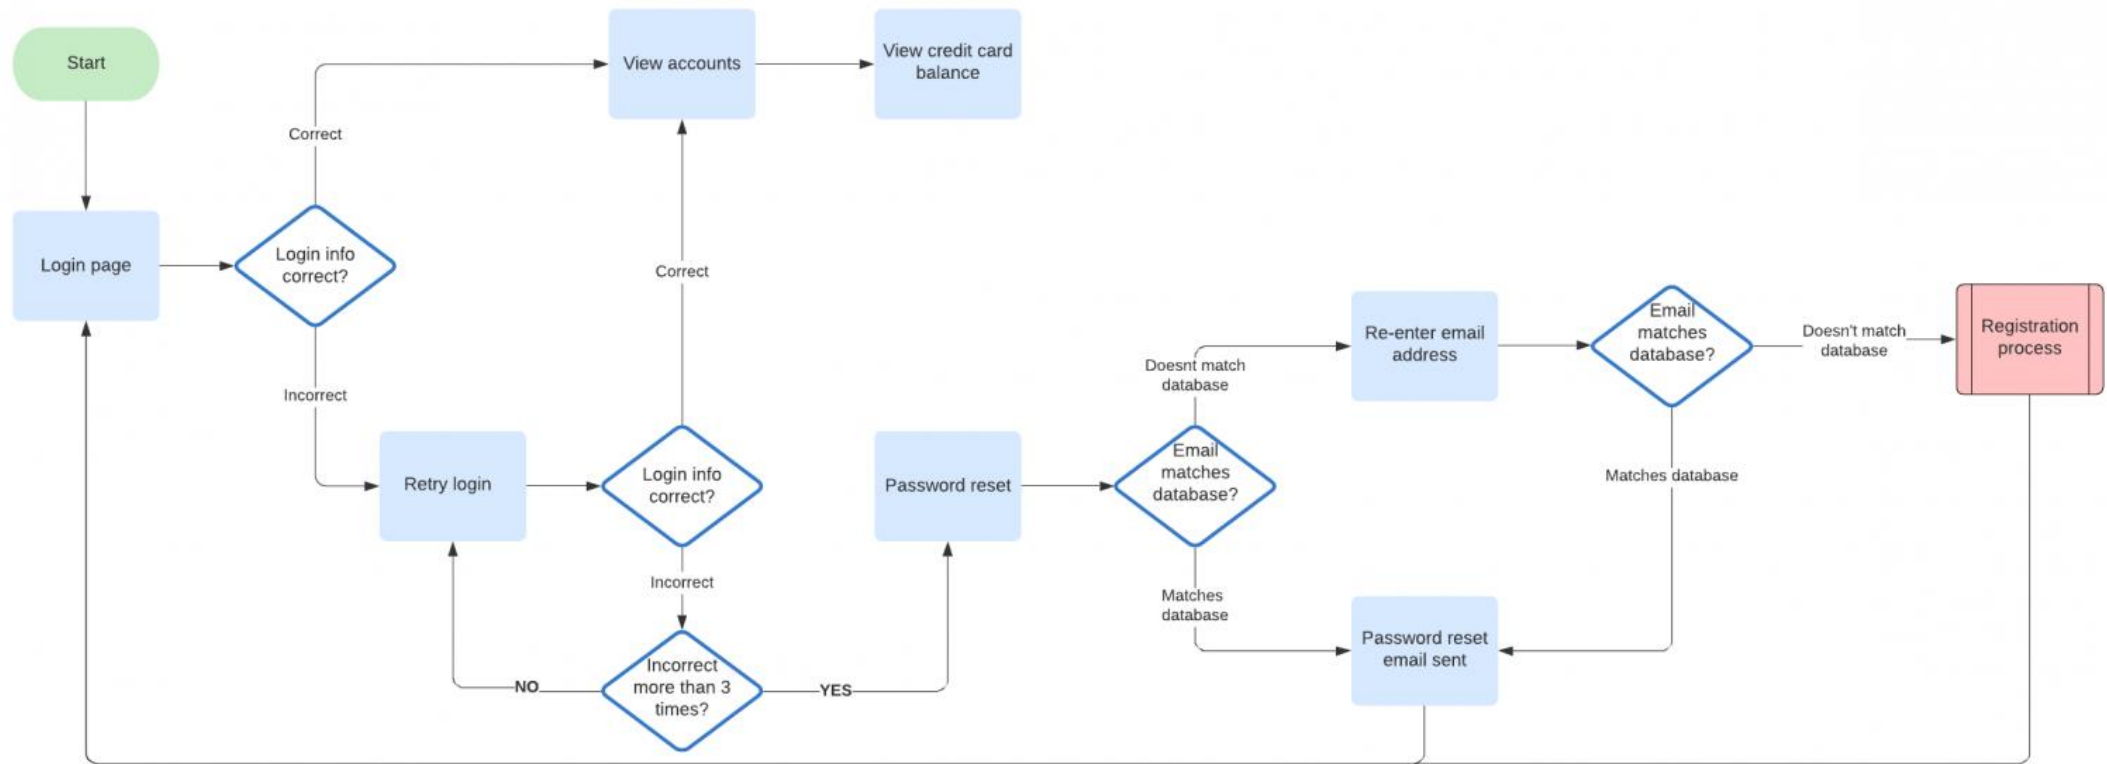 Start
Login page
Login info
correct?
Correct
Incorrect
View accounts
View credit card
balance
Retry login
Login info
correct?
Correct
Incorrect
Incorrect
more than 3
times?
NO
YES
Password reset
Email
matches
database?
Doesnt match
database
Matches
database
Re-enter email
address
Email
matches
database?
Doesn't match
database
Matches database
Password reset
email sent
Registration
process